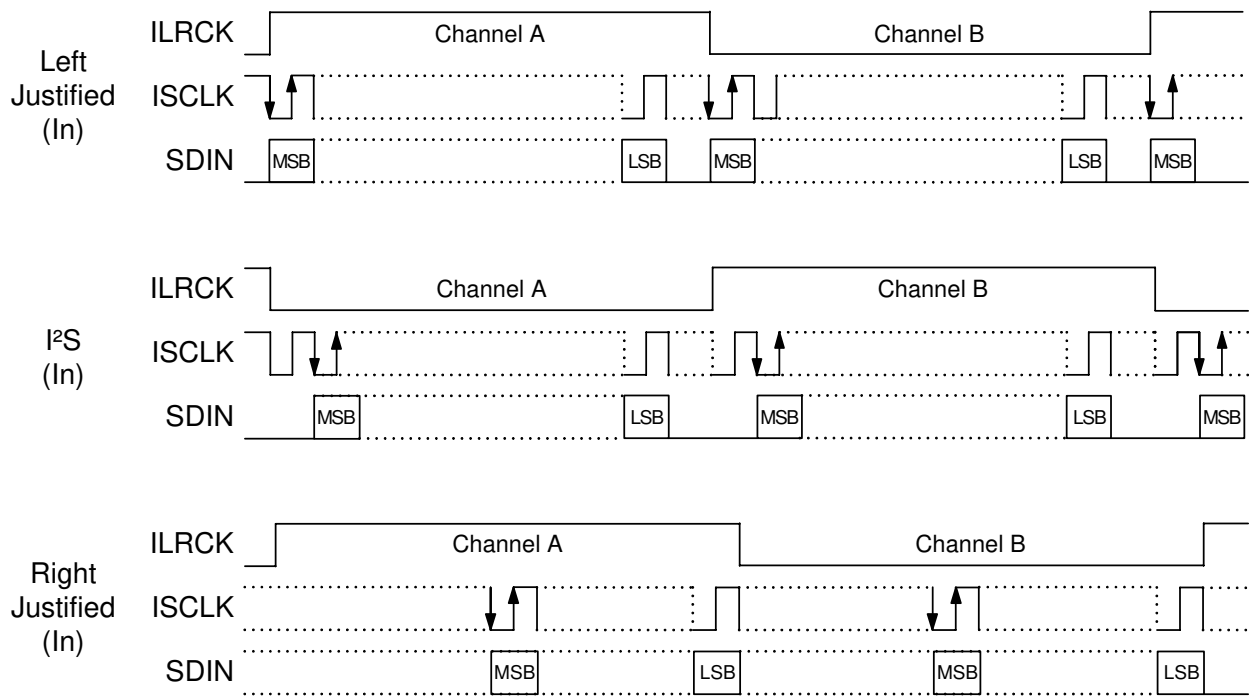 ILRCK Channel A Channel B
Left Justified (In)
ISCLK
SDIN MSB LSB MSB LSB MSB
ILRCK Channel A Channel B
I²S (In)
ISCLK
SDIN MSB LSB MSB LSB MSB
ILRCK Channel A Channel B
Right Justified (In)
ISCLK
SDIN MSB LSB MSB LSB